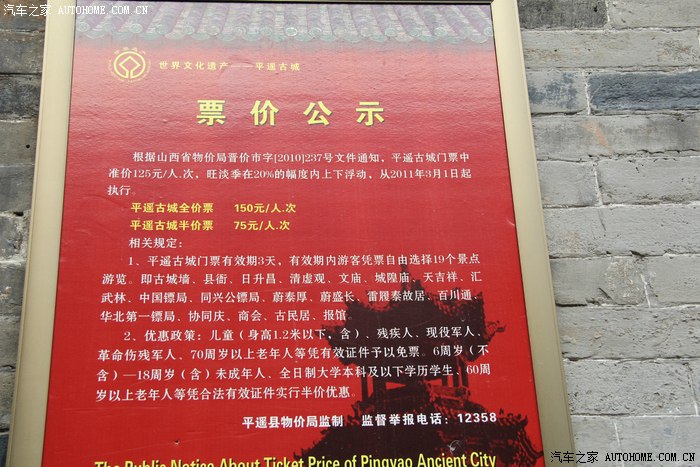 汽车之家 AUTOHOME.COM.CN
汽车之家 AUTOHOME.COM.CN
世界文化遗产——平遥古城
票价公示
根据山西省物价局晋价市字[2010]237号文件通知，平遥古城门票中
准价125元/人.次，旺淡季在20%的幅度内上下浮动，从2011年3月1日起
执行。
平遥古城全价票 150元/人.次
平遥古城半价票 75元/人.次
相关规定：
1、平遥古城门票有效期3天，有效期内游客凭票自由选择19个景点
游览。即古城墙、县衙、日升昌、清虚观、文庙、城隍庙、天吉祥、汇
武林、中国镖局、同兴公镖局、蔚泰厚、蔚盛长、雷履泰故居、百川通、
华北第一镖局、协同庆、商会、古民居、报馆。
2、优惠政策：儿童（身高1.2米以下，含）、残疾人、现役军人、
革命伤残军人、70周岁以上老年人等凭有效证件予以免票。6周岁（不
含）—18周岁（含）未成年人、全日制大学本科及以下学历学生、60周
岁以上老年人等凭合法有效证件实行半价优惠。
平遥县物价局监制 监督举报电话：12358
The Public Notice About Ticket Price of Pingyao Ancient City
汽车之家 AUTOHOME.COM.CN
汽车之家 AUTOHOME.COM.CN